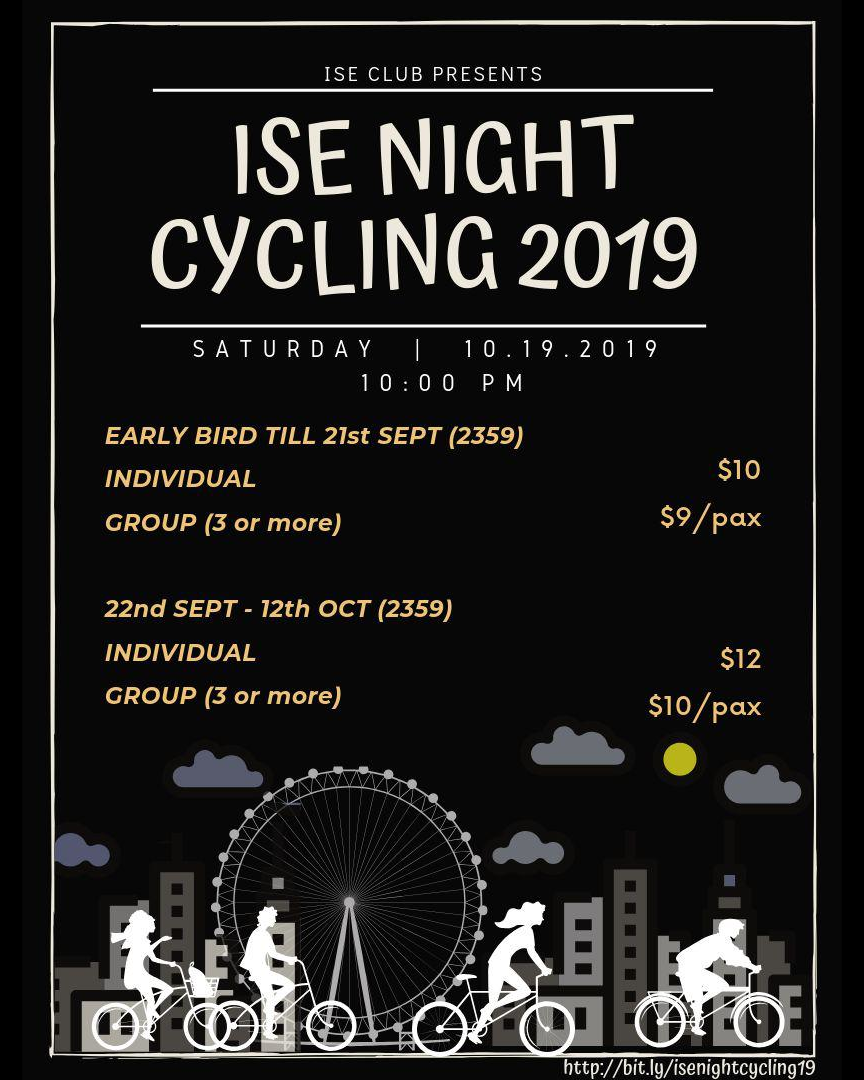 ISE CLUB PRESENTS
ISE NIGHT
CYCLING 2019
SATURDAY | 10.19.2019
10:00 PM
EARLY BIRD TILL 21st SEPT (2359)
INDIVIDUAL $10
GROUP (3 or more) $9/pax
22nd SEPT - 12th OCT (2359)
INDIVIDUAL $12
GROUP (3 or more) $10/pax
http://bit.ly/isenightcycling19